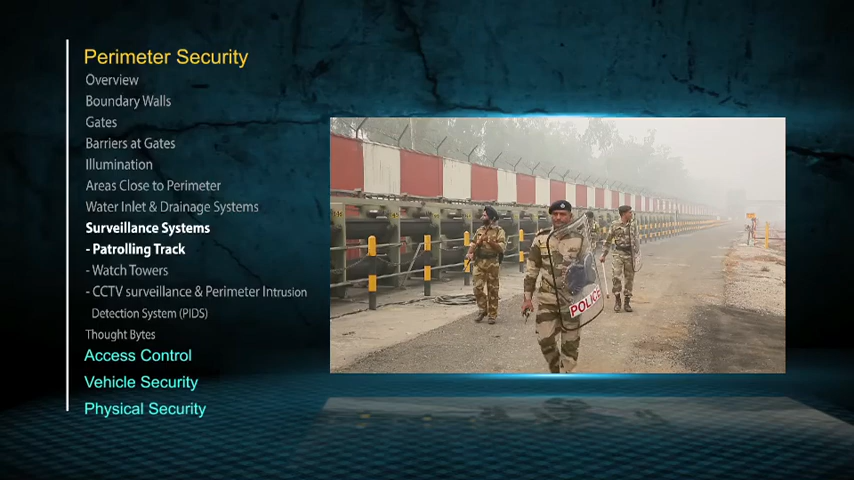 Perimeter Security
Overview
Boundary Walls
Gates
Barriers at Gates
Illumination
Areas Close to Perimeter
Water Inlet & Drainage Systems
Surveillance Systems
- Patrolling Track
- Watch Towers
- CCTV surveillance & Perimeter Intrusion
Detection System (PIDS)
Thought Bytes
Access Control
Vehicle Security
Physical Security
POLICE